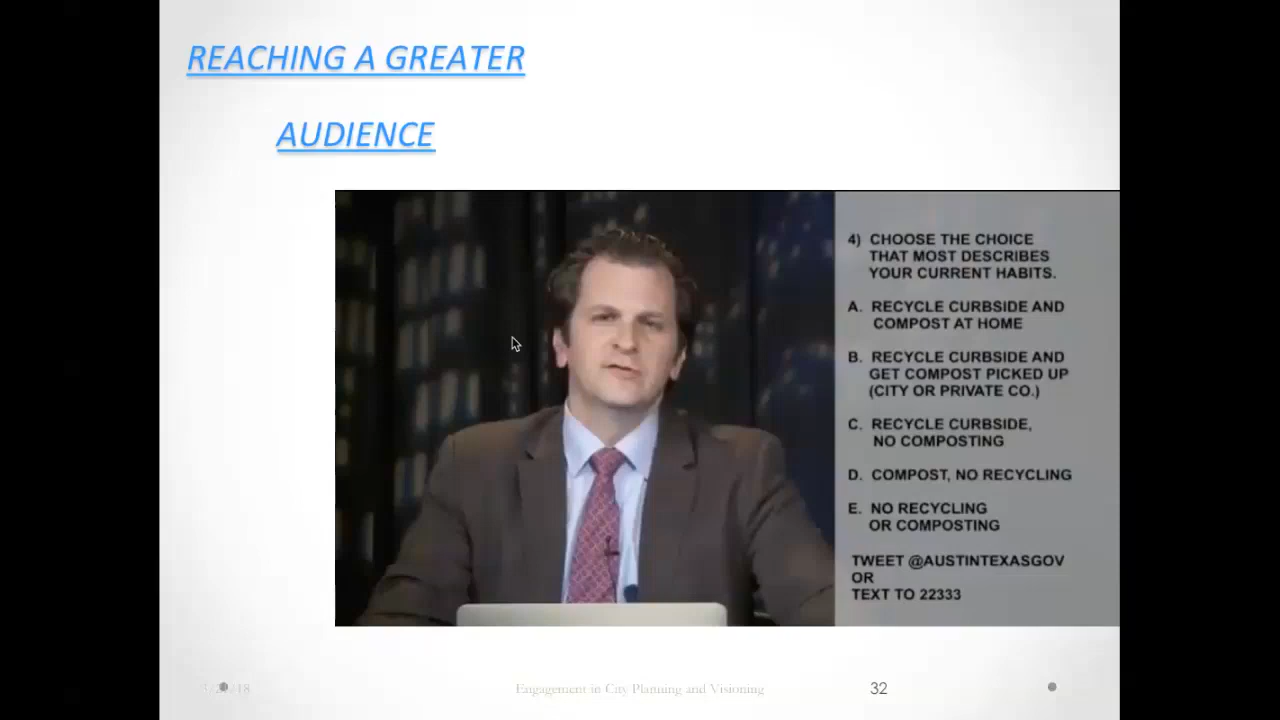 REACHING A GREATER
AUDIENCE
4) CHOOSE THE CHOICE
THAT MOST DESCRIBES
YOUR CURRENT HABITS.
A. RECYCLE CURBSIDE AND
COMPOST AT HOME
B. RECYCLE CURBSIDE AND
GET COMPOST PICKED UP
(CITY OR PRIVATE CO.)
C. RECYCLE CURBSIDE,
NO COMPOSTING
D. COMPOST, NO RECYCLING
E. NO RECYCLING
OR COMPOSTING
TWEET @AUSTINTEXASGOV
OR
TEXT TO 22333
Engagement in City Planning and Visioning
32